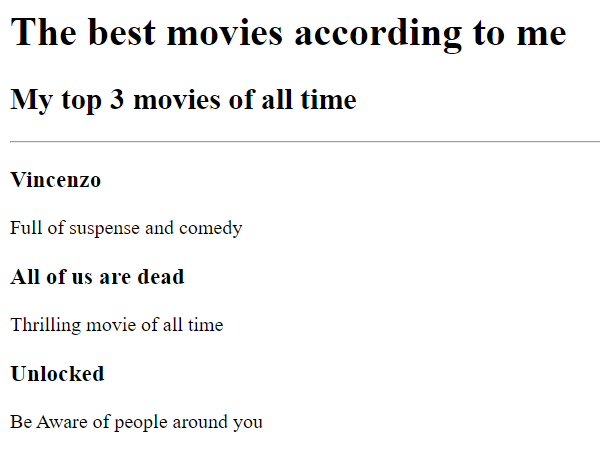 The best movies according to me
My top 3 movies of all time
Vincenzo
Full of suspense and comedy
All of us are dead
Thrilling movie of all time
Unlocked
Be Aware of people around you